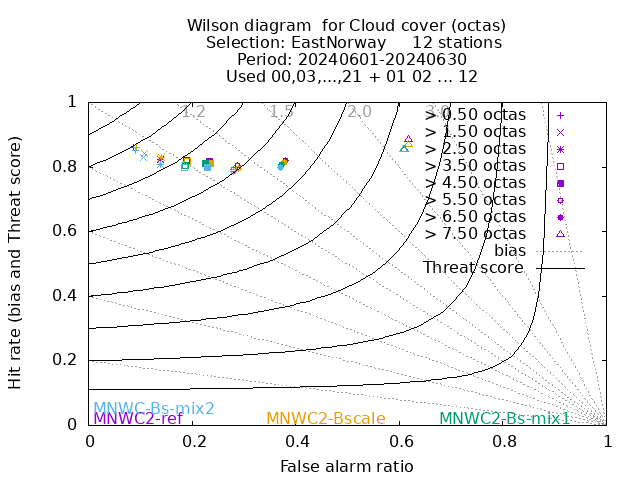 Wilson diagram  for Cloud cover (octas)
Selection: EastNorway     12 stations
Period: 20240601-20240630
Used 00,03,...,21 + 01 02 ... 12
1.2 1.5 2.0 3.0
> 0.50 octas
> 1.50 octas
> 2.50 octas
> 3.50 octas
> 4.50 octas
> 5.50 octas
> 6.50 octas
> 7.50 octas
bias
Threat score
Hit rate (bias and Threat score)
1
0.8
0.6
0.4
0.2
0
MNWC-Bs-mix2
MNWC2-ref MNWC2-Bscale MNWC2-Bs-mix1
0 0.2 0.4 0.6 0.8 1
False alarm ratio